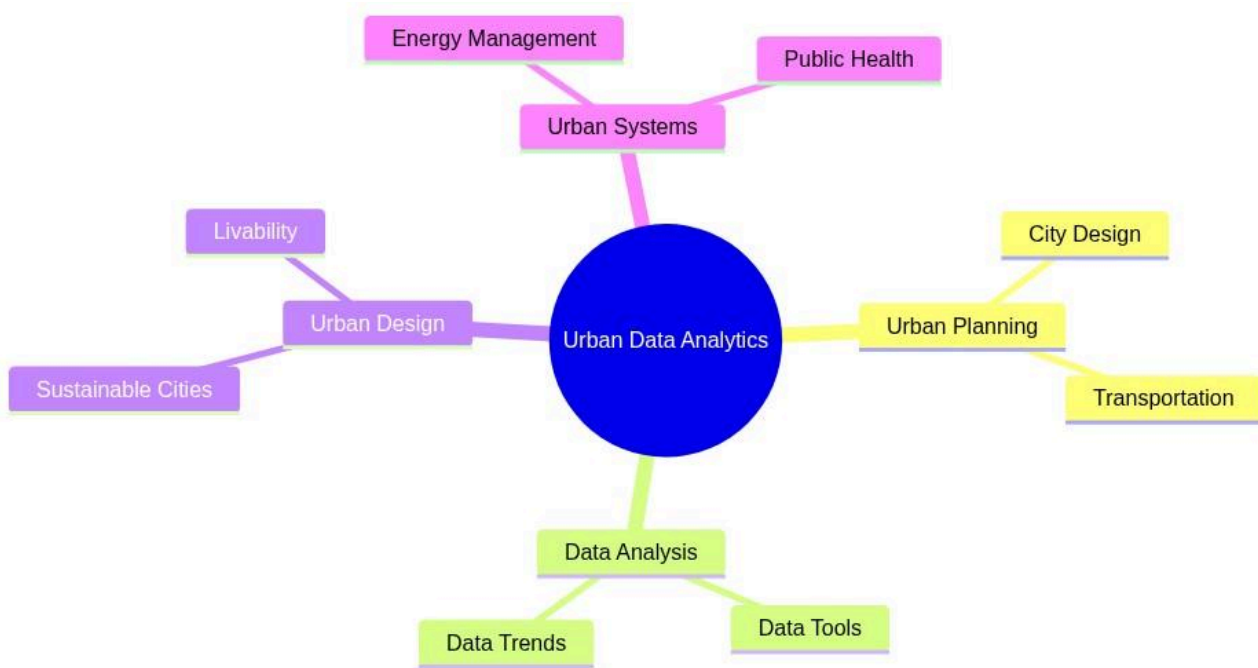 Energy Management
Public Health
Urban Systems
Livability
City Design
Urban Design
Urban Data Analytics
Urban Planning
Sustainable Cities
Transportation
Data Analysis
Data Trends
Data Tools